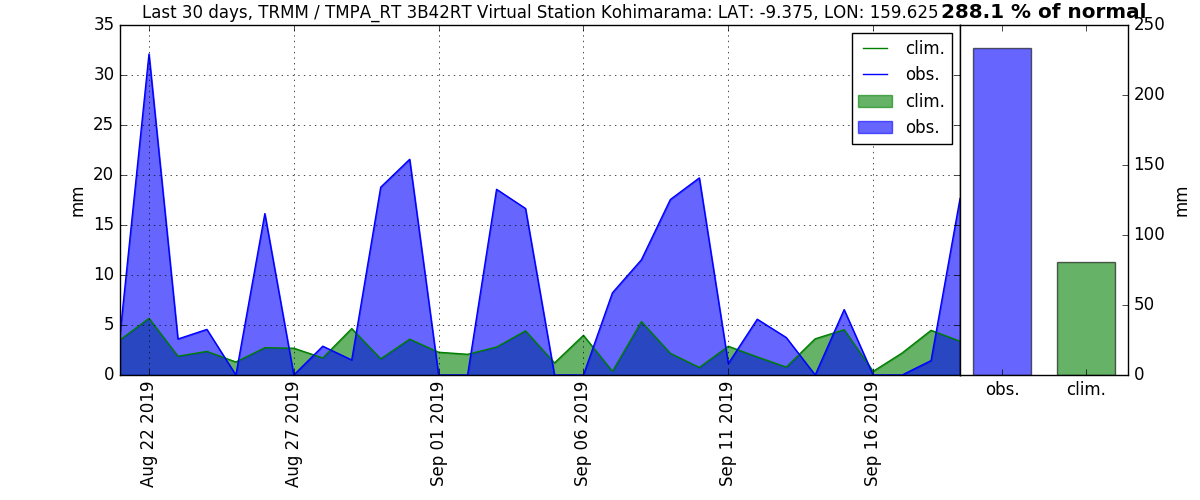 Last 30 days, TRMM / TMPA_RT 3B42RT Virtual Station Kohimarama: LAT: -9.375, LON: 159.625 288.1 % of normal
35
30
25
20
15
10
5
0
mm
clim.
obs.
clim.
obs.
Aug 22 2019
Aug 27 2019
Sep 01 2019
Sep 06 2019
Sep 11 2019
Sep 16 2019
250
200
150
100
50
0
mm
obs. clim.